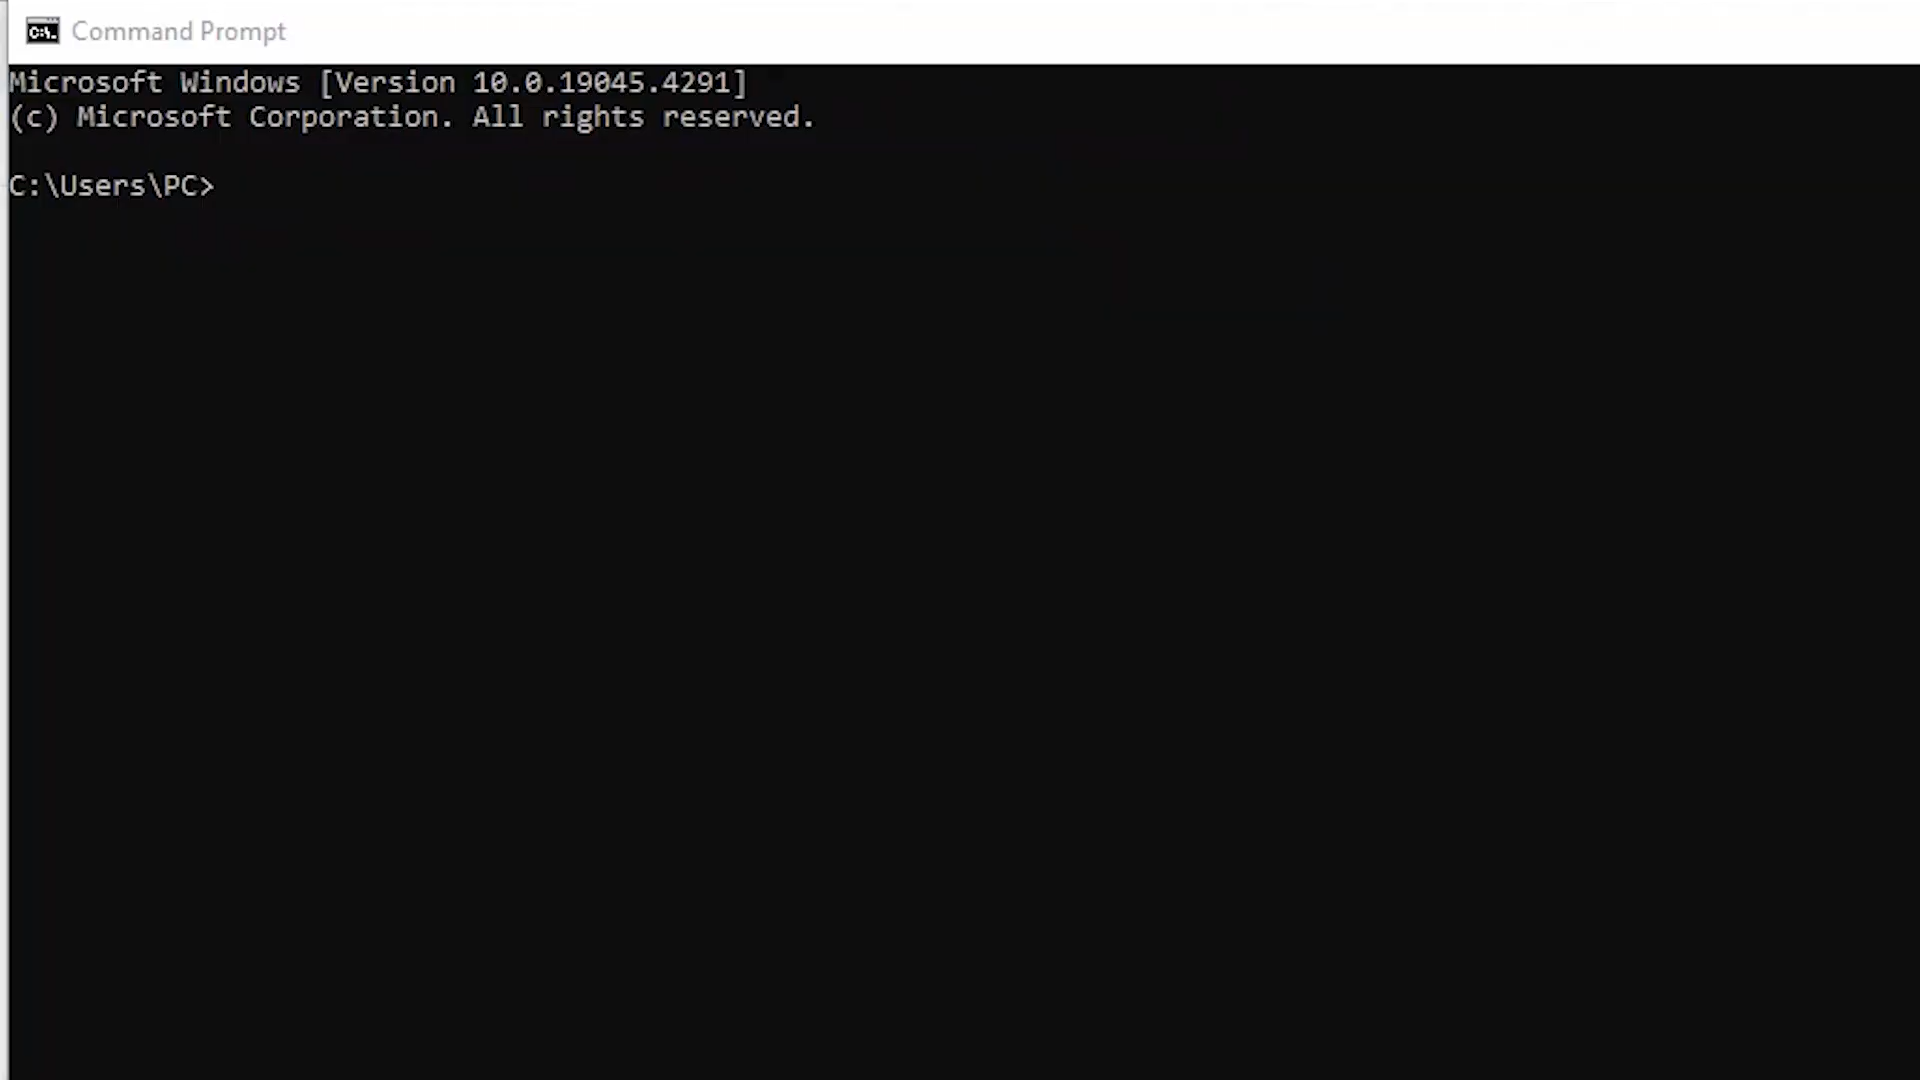 C:\. Command Prompt
Microsoft Windows [Version 10.0.19045.4291]
(c) Microsoft Corporation. All rights reserved.
C:\Users\PC>